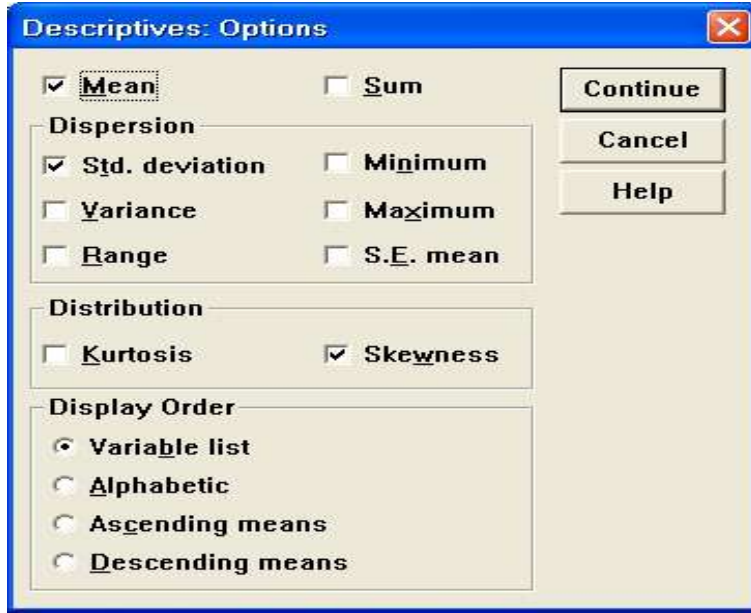 Descriptives: Options
Mean Sum Continue
Dispersion Cancel
Std. deviation Minimum Help
Variance Maximum
Range S.E. mean
Distribution
Kurtosis Skewness
Display Order
Variable list
Alphabetic
Ascending means
Descending means